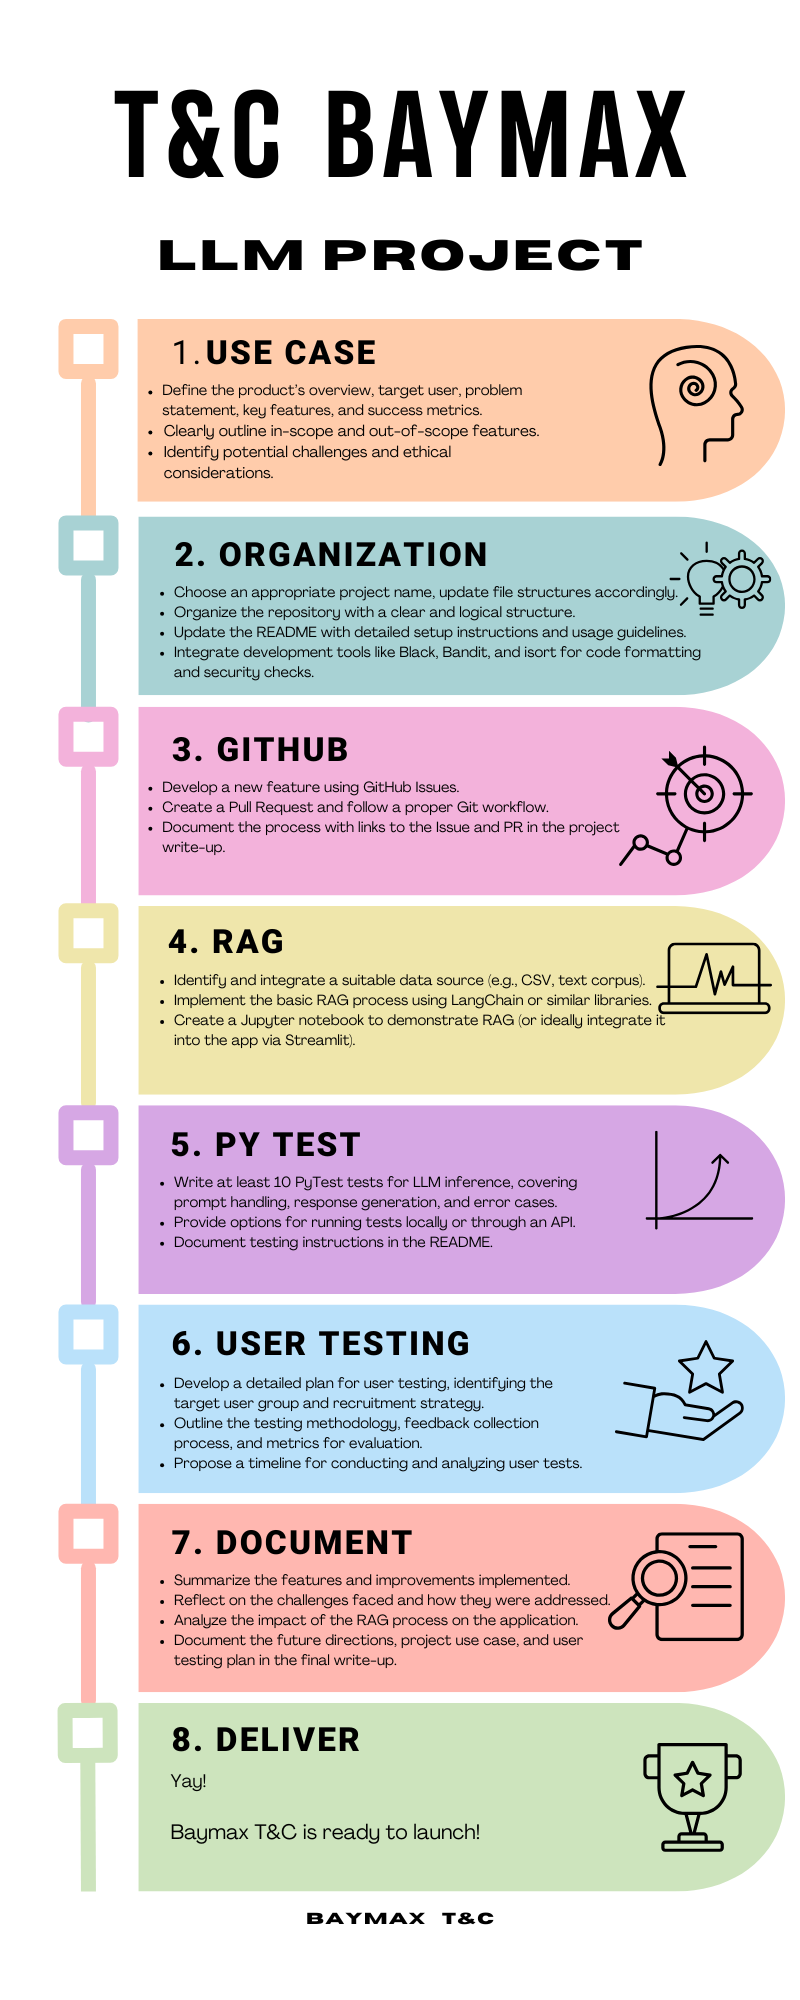 T&C BAYMAX
LLM PROJECT
1. USE CASE
• Define the product's overview, target user, problem
statement, key features, and success metrics.
• Clearly outline in-scope and out-of-scope features.
• Identify potential challenges and ethical
considerations.
2. ORGANIZATION
• Choose an appropriate project name, update file structures accordingly.
• Organize the repository with a clear and logical structure.
• Update the README with detailed setup instructions and usage guidelines.
• Integrate development tools like Black, Bandit, and isort for code formatting
and security checks.
3. GITHUB
• Develop a new feature using GitHub Issues.
• Create a Pull Request and follow a proper Git workflow.
• Document the process with links to the Issue and PR in the project
write-up.
4. RAG
• Identify and integrate a suitable data source (e.g., CSV, text corpus).
• Implement the basic RAG process using LangChain or similar libraries.
• Create a Jupyter notebook to demonstrate RAG (or ideally integrate it
into the app via Streamlit).
5. PY TEST
• Write at least 10 PyTest tests for LLM inference, covering
prompt handling, response generation, and error cases.
• Provide options for running tests locally or through an API.
• Document testing instructions in the README.
6. USER TESTING
• Develop a detailed plan for user testing, identifying the
target user group and recruitment strategy.
• Outline the testing methodology, feedback collection
process, and metrics for evaluation.
• Propose a timeline for conducting and analyzing user tests.
7. DOCUMENT
• Summarize the features and improvements implemented.
• Reflect on the challenges faced and how they were addressed.
• Analyze the impact of the RAG process on the application.
• Document the future directions, project use case, and user
testing plan in the final write-up.
8. DELIVER
Yay!
Baymax T&C is ready to launch!
BAYMAX T&C